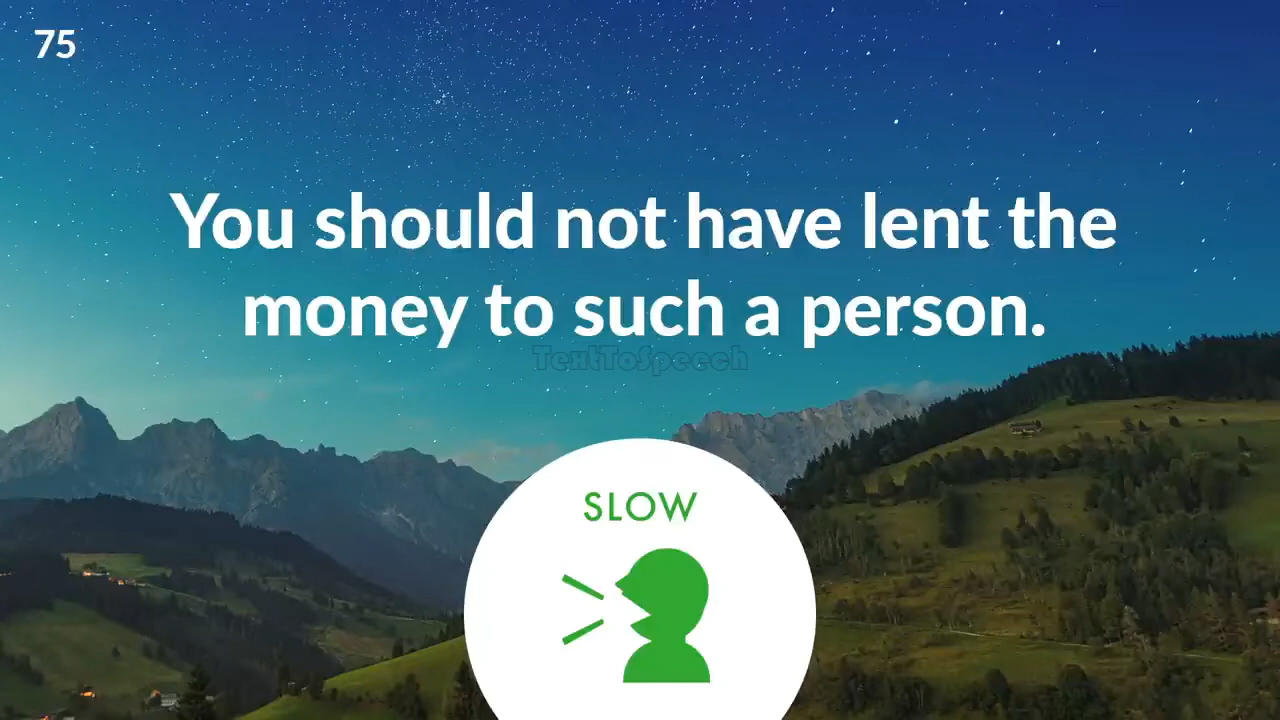 75
You should not have lent the
money to such a person.
TextToSpeech
SLOW